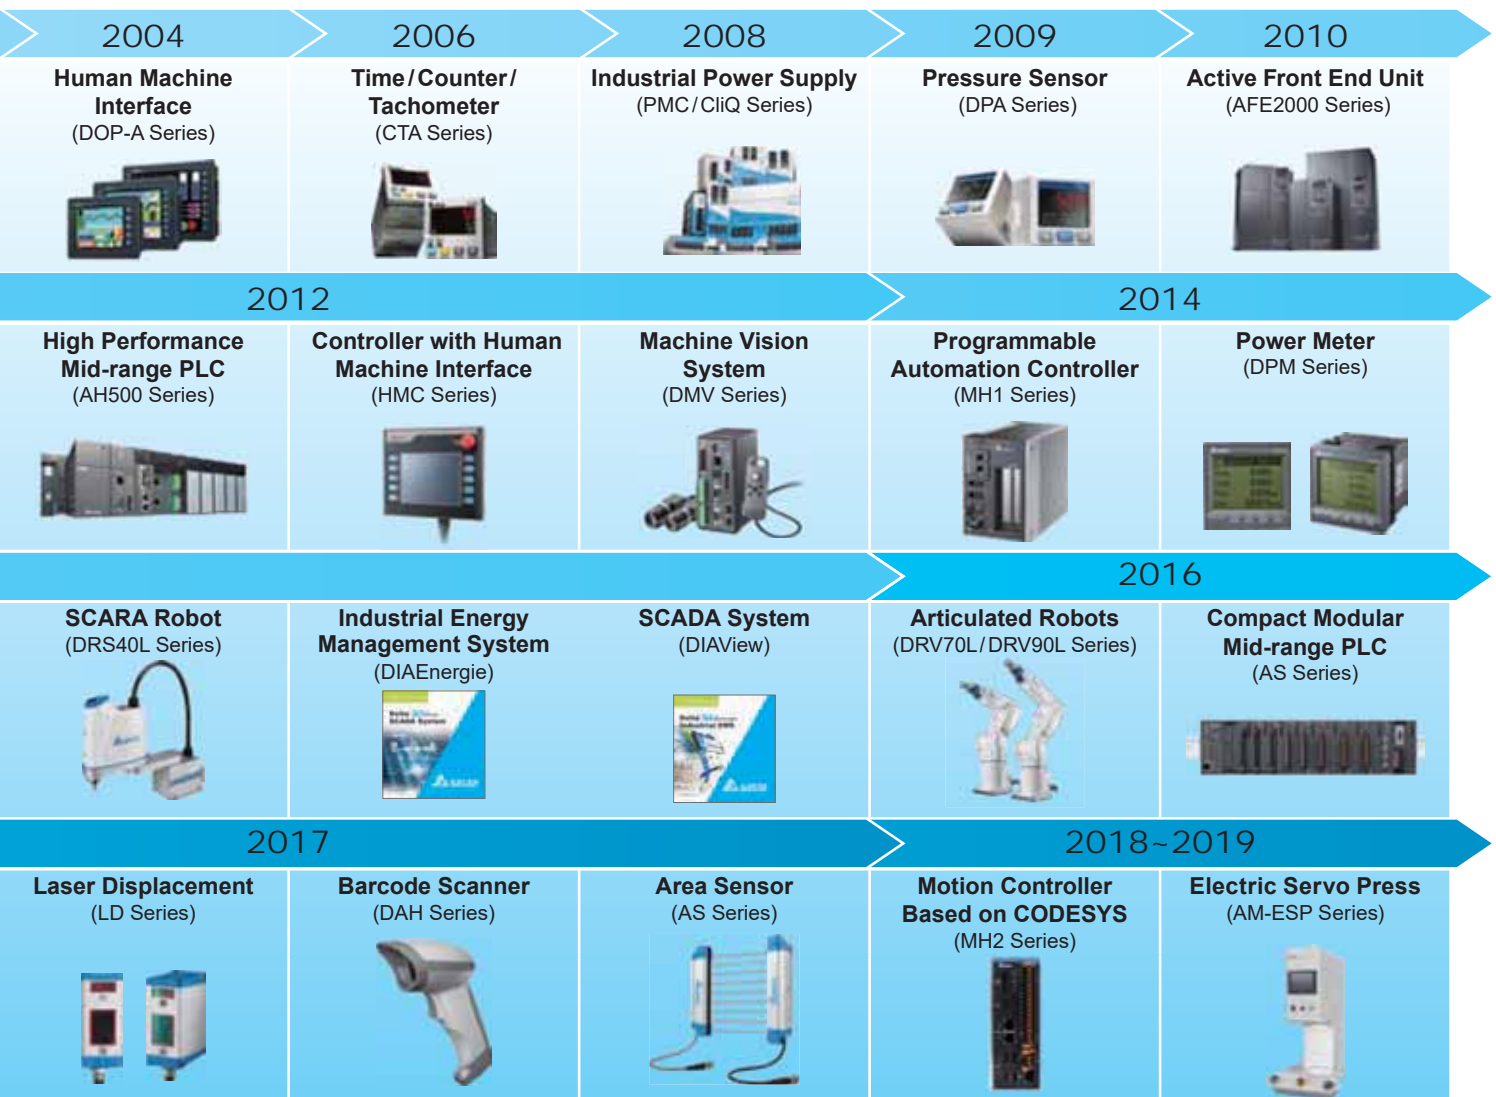 2004
2006
2008
2009
2010
Human Machine
Interface
(DOP-A Series)
Time/Counter/
Tachometer
(CTA Series)
Industrial Power Supply
(PMC/CliQ Series)
Pressure Sensor
(DPA Series)
Active Front End Unit
(AFE2000 Series)
2012
2014
High Performance
Mid-range PLC
(AH500 Series)
Controller with Human
Machine Interface
(HMC Series)
Machine Vision
System
(DMV Series)
Programmable
Automation Controller
(MH1 Series)
Power Meter
(DPM Series)
2016
SCARA Robot
(DRS40L Series)
Industrial Energy
Management System
(DIAEnergie)
SCADA System
SCADA System
(DIAView)
Articulated Robots
(DRV70L/DRV90L Series)
Compact Modular
Mid-range PLC
(AS Series)
2017
2018~2019
Laser Displacement
(LD Series)
Barcode Scanner
(DAH Series)
Area Sensor
(AS Series)
Motion Controller
Based on CODESYS
(MH2 Series)
Electric Servo Press
(AM-ESP Series)